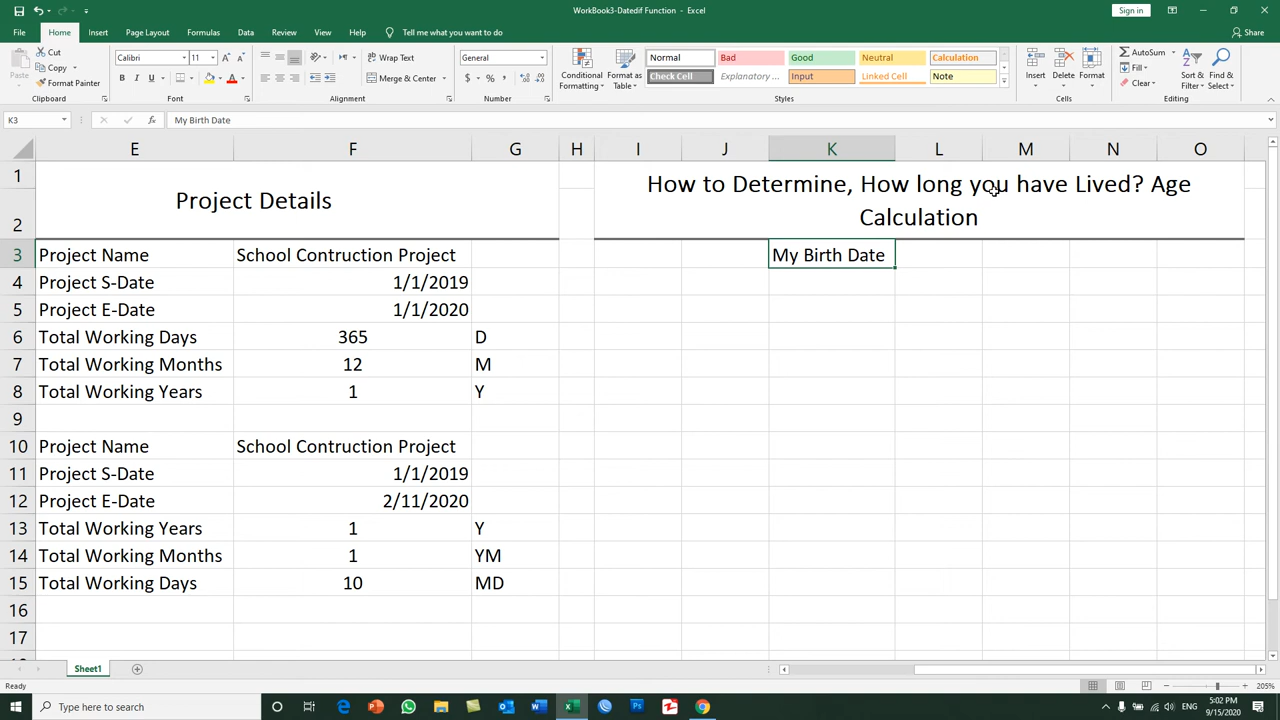 WorkBook3-Datedif Function - Excel
Sign in
File Home Insert Page Layout Formulas Data Review View Help Tell me what you want to do Share
Paste
Cut
Copy
Format Painter
Clipboard
Calibri 11
B I U
Font
Wrap Text
Merge & Center
Alignment
General
$ % ,
Number
Conditional Formatting
Format as Table
Normal Bad Good Neutral Calculation
Check Cell Explanatory ... Input Linked Cell Note
Styles
Insert Delete Format
Cells
AutoSum
Fill
Clear
Sort & Filter
Find & Select
Editing
K3 fx My Birth Date
E F G H I J K L M N O
1 Project Details How to Determine, How long you have Lived? Age
2 Calculation
3 Project Name School Contruction Project My Birth Date
4 Project S-Date 1/1/2019
5 Project E-Date 1/1/2020
6 Total Working Days 365 D
7 Total Working Months 12 M
8 Total Working Years 1 Y
9
10 Project Name School Contruction Project
11 Project S-Date 1/1/2019
12 Project E-Date 2/11/2020
13 Total Working Years 1 Y
14 Total Working Months 1 YM
15 Total Working Days 10 MD
16
17
Sheet1
Ready 205%
Type here to search
5:02 PM
9/15/2020